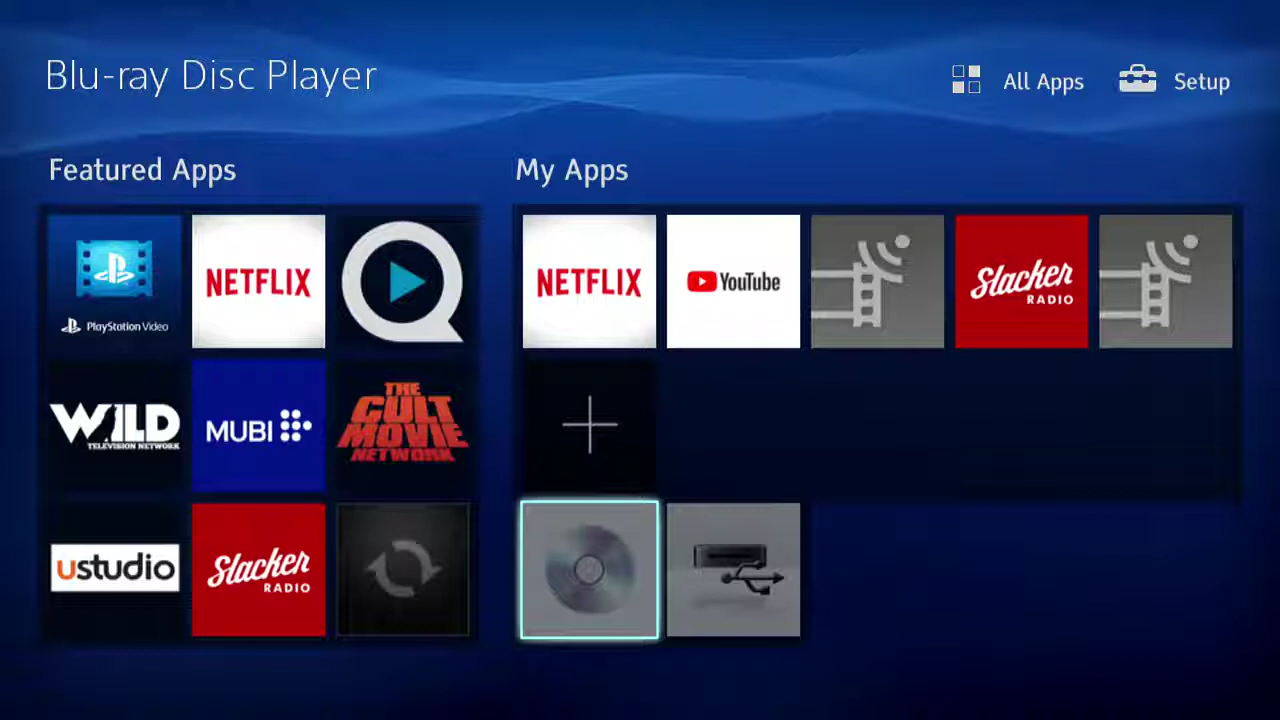 Blu-ray Disc Player
All Apps
Setup
Featured Apps
My Apps
PlayStation Video
NETFLIX
NETFLIX
YouTube
Slacker
RADIO
WILD
TELEVISION NETWORK
MUBI
THE
CULT
MOVIE
NETWORK
ustudio
Slacker
RADIO